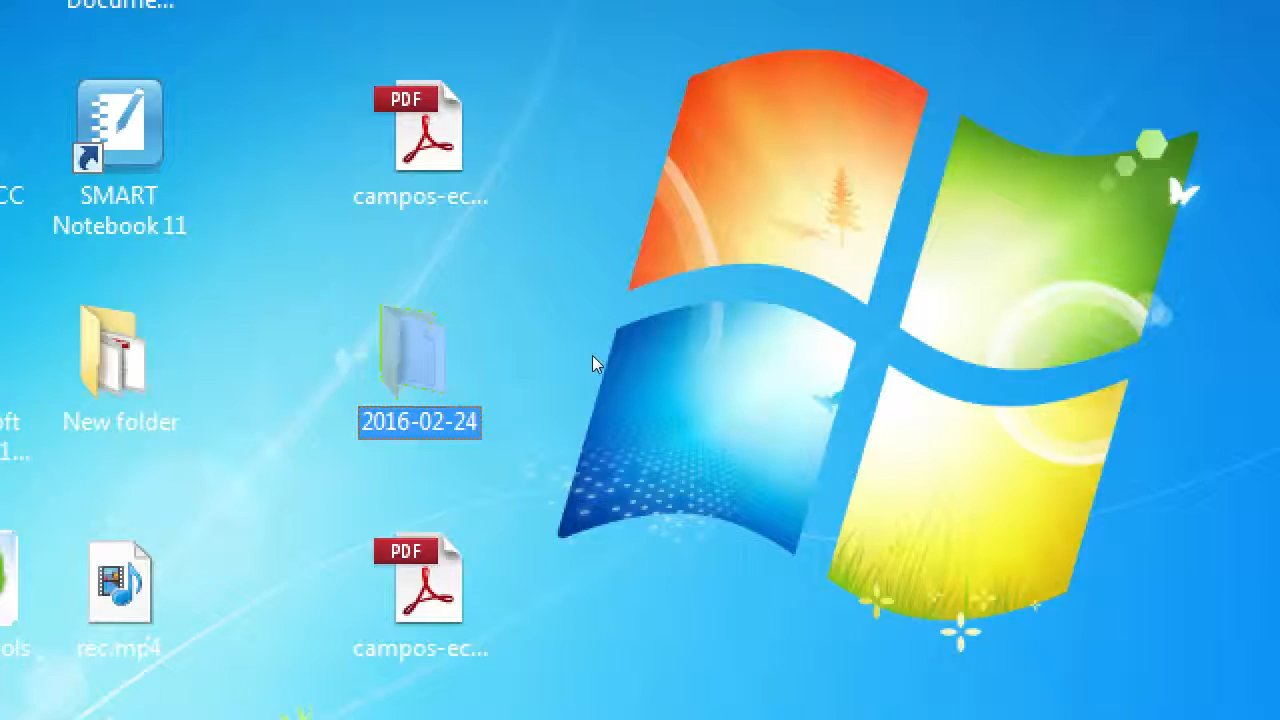 Docume...
PDF
CC
SMART
Notebook 11
campos-ec...
oft
1...
New folder
2016-02-24
PDF
ols
rec.mp4
campos-ec...